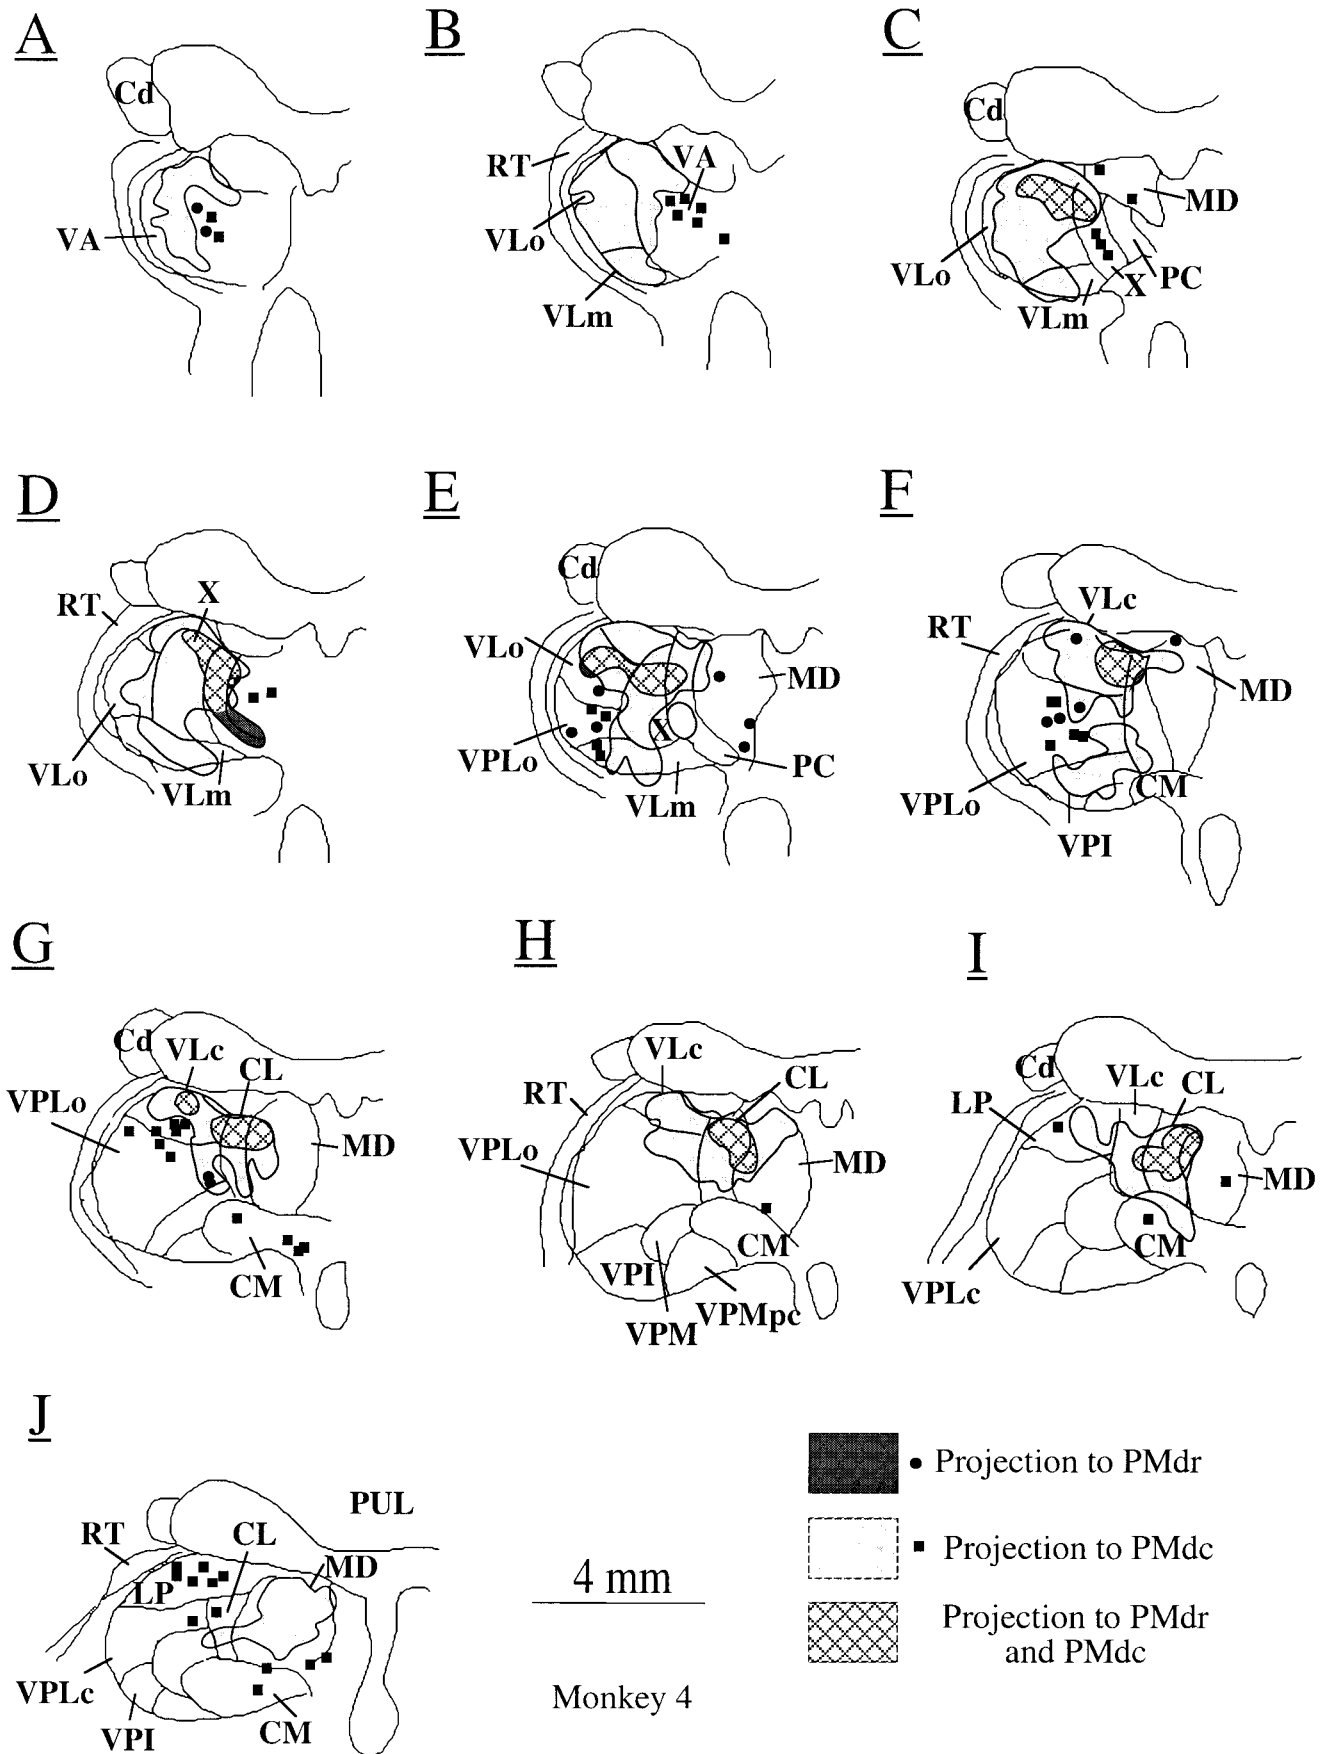 A
B
C
Cd
VA
RT
VA
VLo
VLm
Cd
MD
VLo
PC
X
VLm
D
E
F
X
RT
VLo
VLm
Cd
VLo
MD
VPLo
X
PC
VLm
VLc
RT
MD
VPLo
CM
VPI
G
H
I
Cd
VLc
CL
VPLo
MD
CM
VLc
CL
RT
VPLo
MD
VPI
CM
VPM
VPMpc
Cd
VLc
CL
LP
MD
CM
VPLc
J
PUL
RT
CL
MD
LP
VPLc
VPI
CM
4 mm
Monkey 4
Projection to PMdr
Projection to PMdc
Projection to PMdr
and PMdc